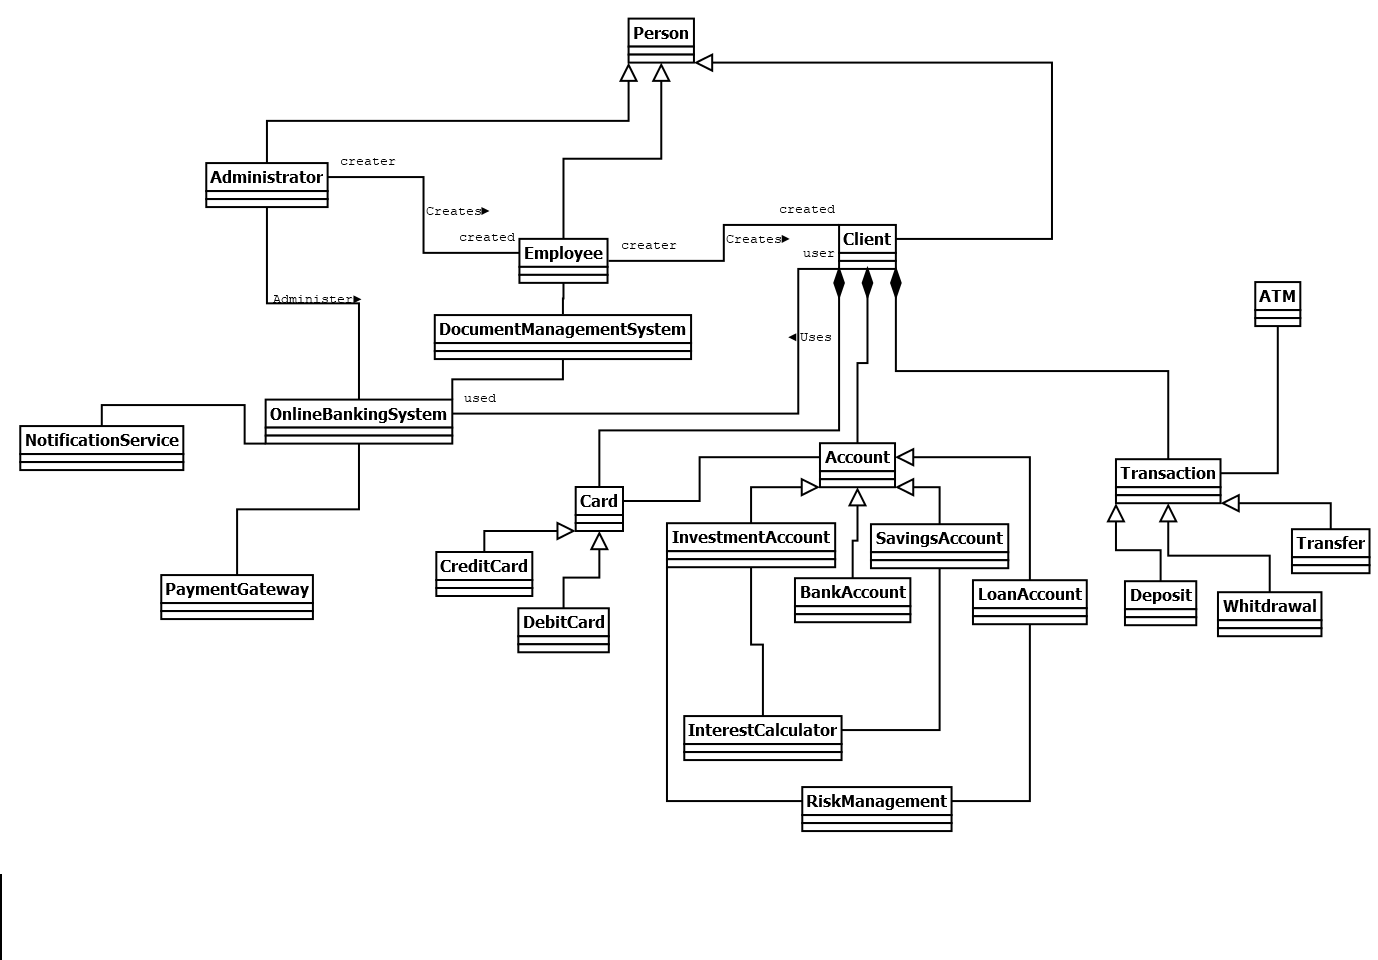 Person
creater
Administrator
Creates►
created
created
Employee
creater
Creates►
Client
user
Administer►
ATM
DocumentManagementSystem
◄Uses
used
OnlineBankingSystem
NotificationService
Account
Transaction
Card
InvestmentAccount
SavingsAccount
Transfer
CreditCard
PaymentGateway
BankAccount
LoanAccount
Deposit
Whitdrawal
DebitCard
InterestCalculator
RiskManagement